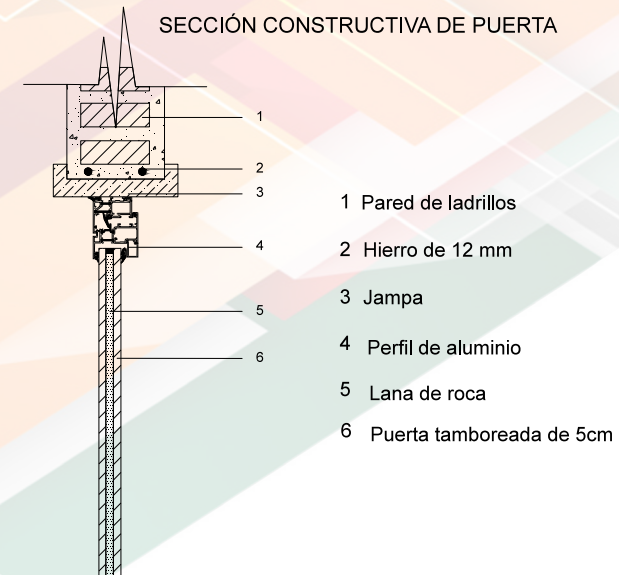 SECCIÓN CONSTRUCTIVA DE PUERTA
1
2
3
4
5
6
1 Pared de ladrillos
2 Hierro de 12 mm
3 Jampa
4 Perfil de aluminio
5 Lana de roca
6 Puerta tamboreada de 5cm